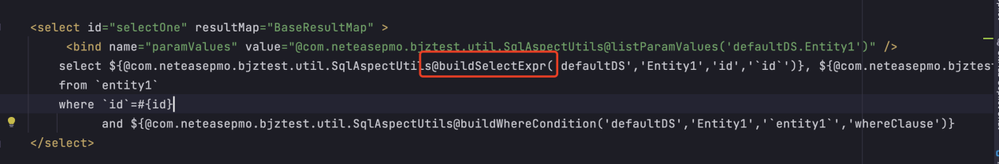 <select id="selectOne" resultMap="BaseResultMap" >
<bind name="paramValues" value="@com.neteasepmo.bjztest.util.SqlAspectUtils@listParamValues('defaultDS.Entity1')" />
select ${@com.neteasepmo.bjztest.util.SqlAspectUtils@buildSelectExpr( defaultDS','Entity1','id','`id`')}, ${@com.neteasepmo.bjztest
from `entity1`
where `id`=#{id}
and ${@com.neteasepmo.bjztest.util.SqlAspectUtils@buildWhereCondition('defaultDS','Entity1','`entity1`','whereClause')}
</select>